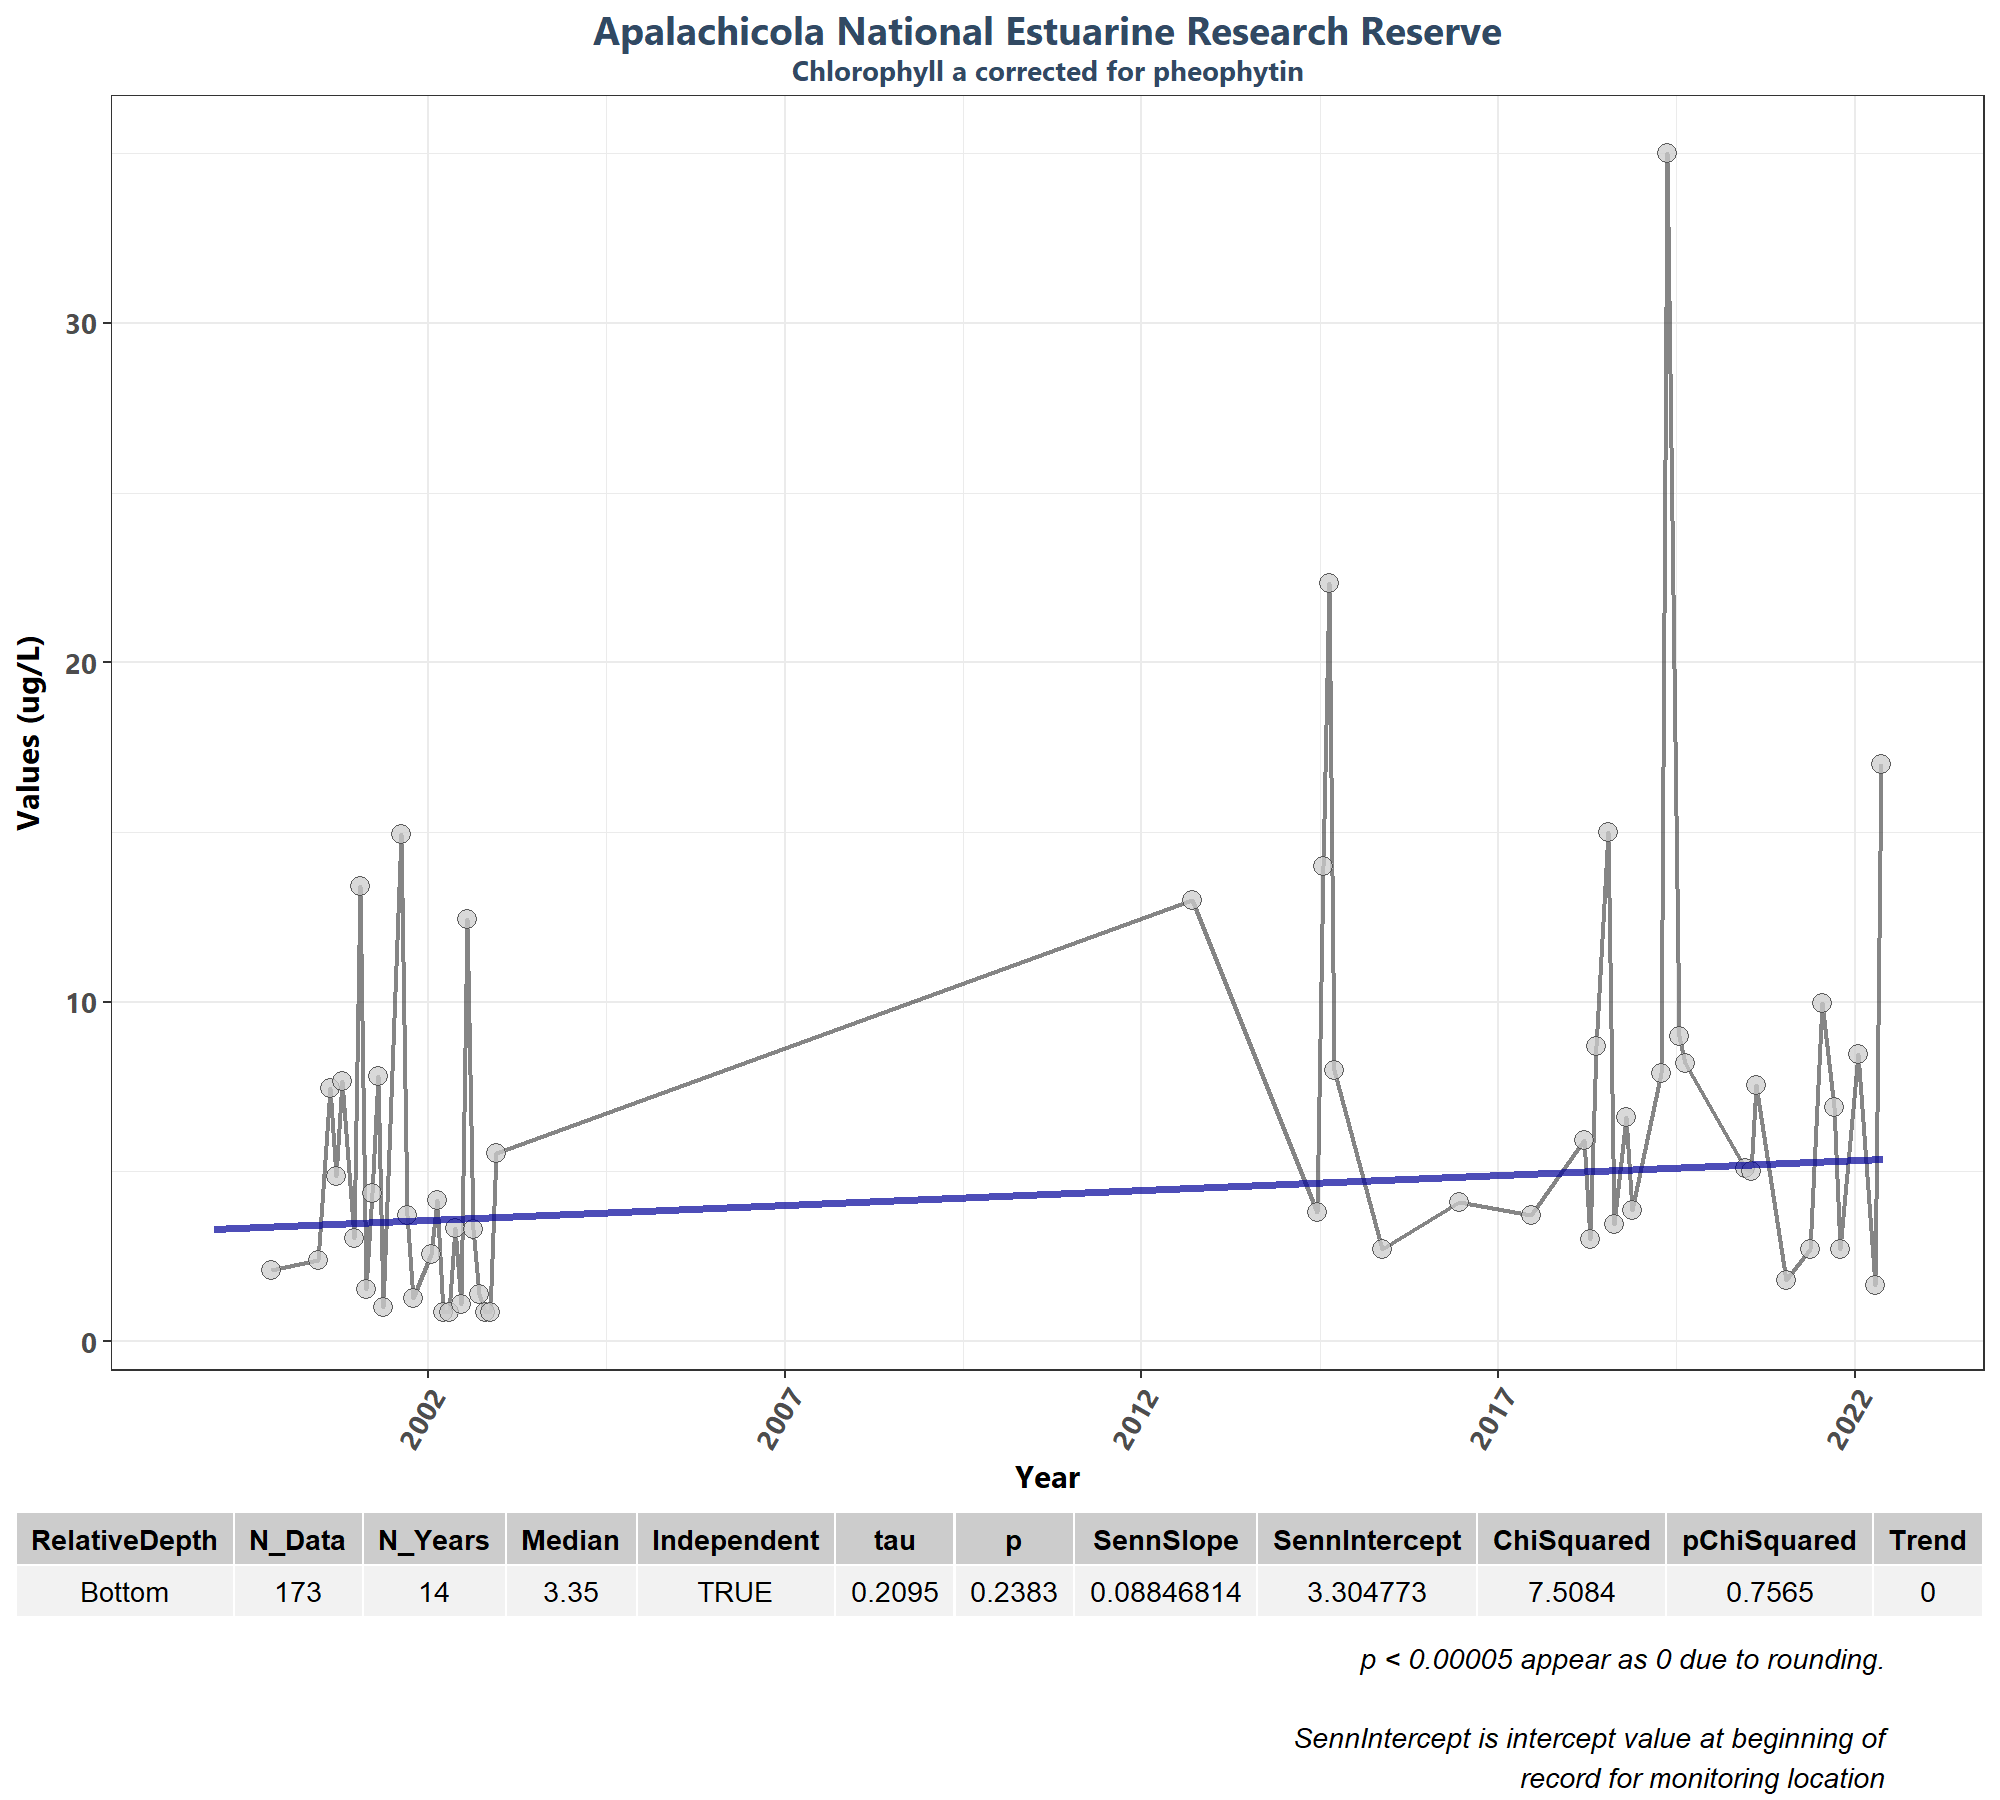 Apalachicola National Estuarine Research Reserve
Chlorophyll a corrected for pheophytin
Values (ug/L)
30
20
10
0
2002 2007 2012 2017 2022
Year
RelativeDepth N_Data N_Years Median Independent tau p SennSlope SennIntercept ChiSquared pChiSquared Trend
Bottom 173 14 3.35 TRUE 0.2095 0.2383 0.08846814 3.304773 7.5084 0.7565 0
p < 0.00005 appear as 0 due to rounding.
SennIntercept is intercept value at beginning of
record for monitoring location